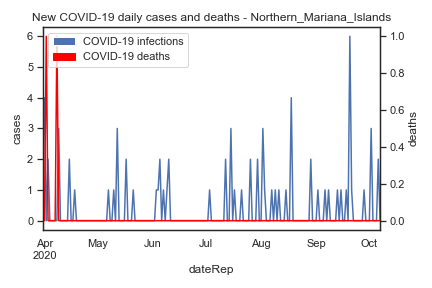 New COVID-19 daily cases and deaths - Northern_Mariana_Islands
COVID-19 infections
COVID-19 deaths
6
5
4
3
2
1
0
cases
1.0
0.8
0.6
0.4
0.2
0.0
deaths
Apr May Jun Jul Aug Sep Oct
2020
dateRep